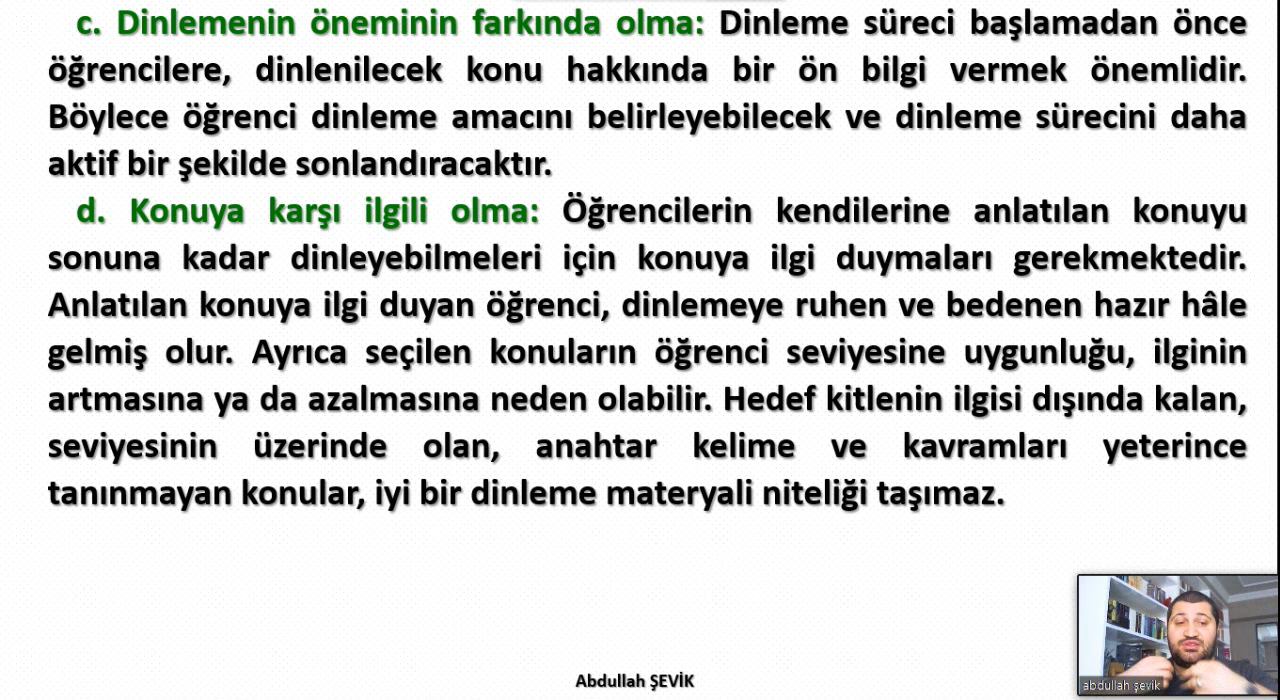 c. Dinlemenin öneminin farkında olma: Dinleme süreci başlamadan önce
öğrencilere, dinlenilecek konu hakkında bir ön bilgi vermek önemlidir.
Böylece öğrenci dinleme amacını belirleyebilecek ve dinleme sürecini daha
aktif bir şekilde sonlandıracaktır.
d. Konuya karşı ilgili olma: Öğrencilerin kendilerine anlatılan konuyu
sonuna kadar dinleyebilmeleri için konuya ilgi duymaları gerekmektedir.
Anlatılan konuya ilgi duyan öğrenci, dinlemeye ruhen ve bedenen hazır hâle
gelmiş olur. Ayrıca seçilen konuların öğrenci seviyesine uygunluğu, ilginin
artmasına ya da azalmasına neden olabilir. Hedef kitlenin ilgisi dışında kalan,
seviyesinin üzerinde olan, anahtar kelime ve kavramları yeterince
tanınmayan konular, iyi bir dinleme materyali niteliği taşımaz.
abdullah şevik
Abdullah ŞEVİK